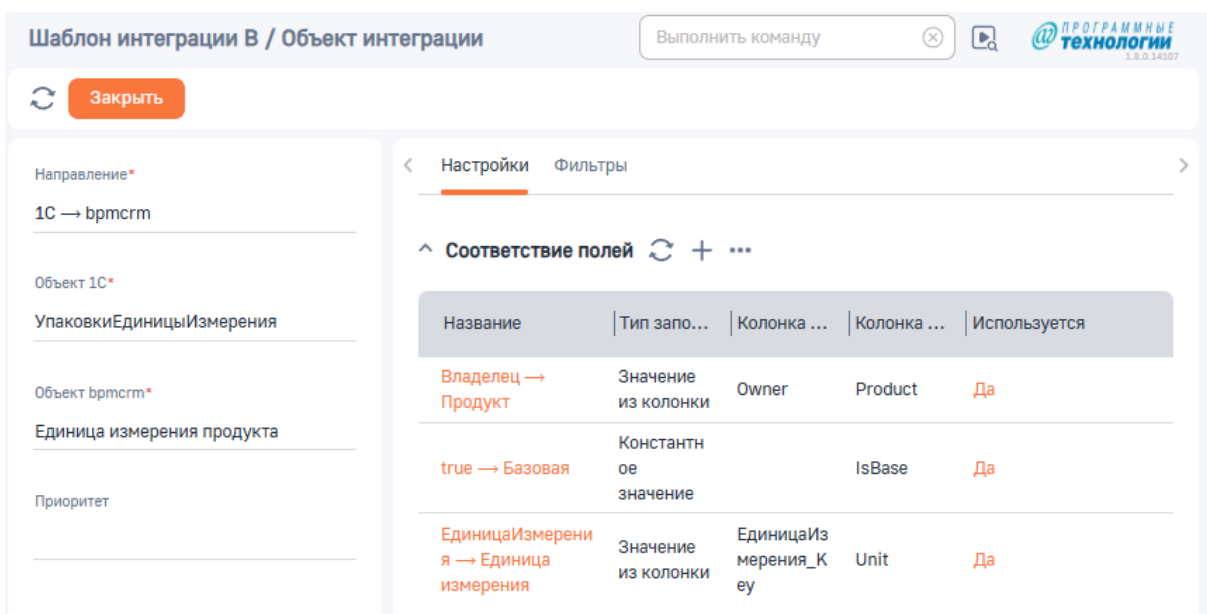 Шаблон интеграции B / Объект интеграции
Выполнить команду
ПРОГРАММНЫЕ
ТЕХНОЛОГИИ
1.8.0.14107
Закрыть
Направление*
1С → bpmcrm
Объект 1С*
УпаковкиЕдиницыИзмерения
Объект bpmcrm*
Единица измерения продукта
Приоритет
Настройки Фильтры
Соответствие полей
Название Тип запо... Колонка ... Колонка ... Используется
Владелец →
Продукт
Значение
из колонки
Owner
Product
Да
true → Базовая
Константн
ое
значение
IsBase
Да
ЕдиницаИзмерени
я → Единица
измерения
Значение
из колонки
ЕдиницаИз
мерения_K
ey
Unit
Да